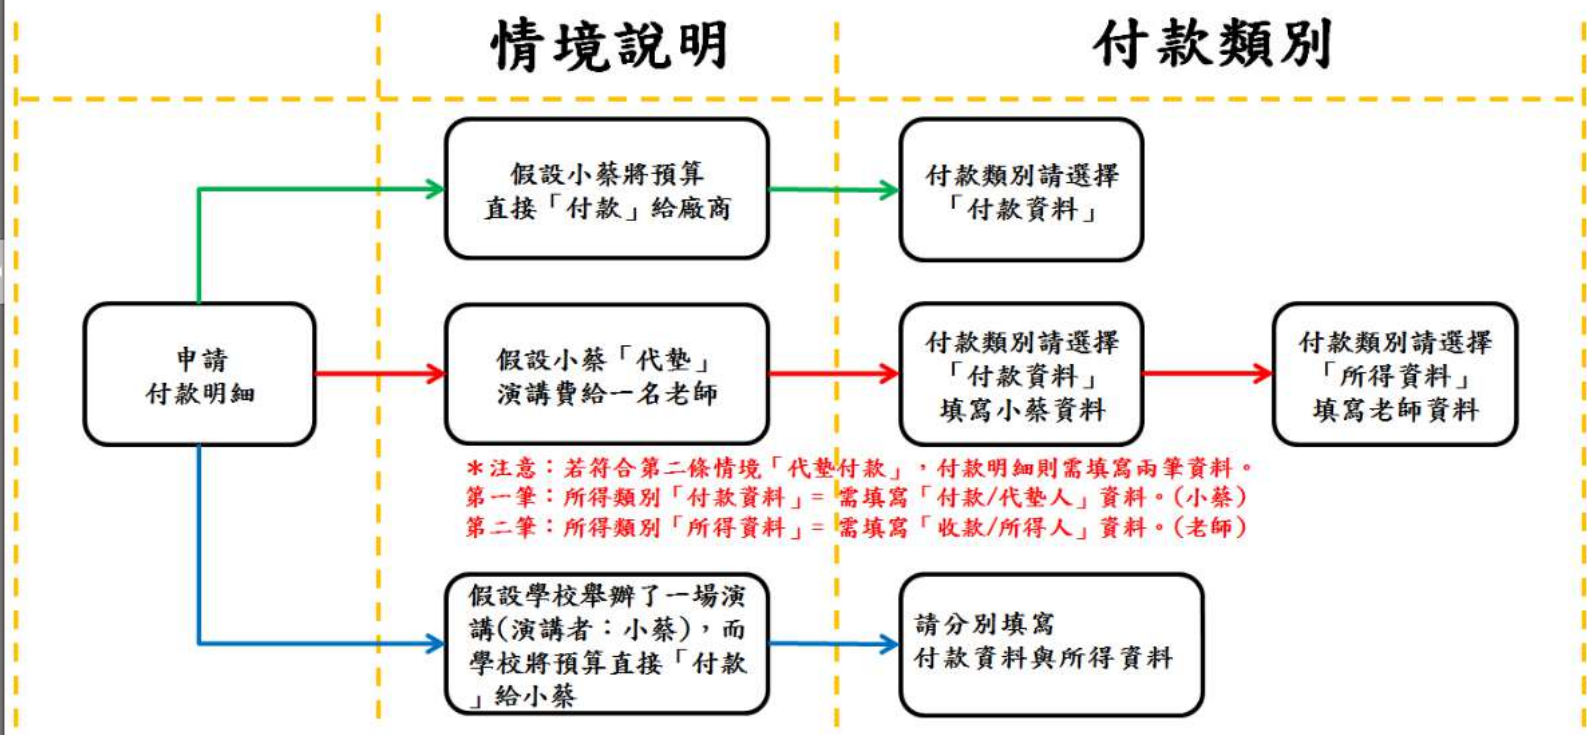 情境說明
付款類別
假設小蔡將預算
直接「付款」給廠商
付款類別請選擇
「付款資料」
申請
付款明細
假設小蔡「代墊」
演講費給一名老師
付款類別請選擇
「付款資料」
填寫小蔡資料
付款類別請選擇
「所得資料」
填寫老師資料
＊注意：若符合第二條情境「代墊付款」，付款明細則需填寫兩筆資料。
第一筆：所得類別「付款資料」= 需填寫「付款/代墊人」資料。(小蔡)
第二筆：所得類別「所得資料」= 需填寫「收款/所得人」資料。(老師)
假設學校舉辦了一場演
講(演講者：小蔡)，而
學校將預算直接「付款
」給小蔡
請分別填寫
付款資料與所得資料